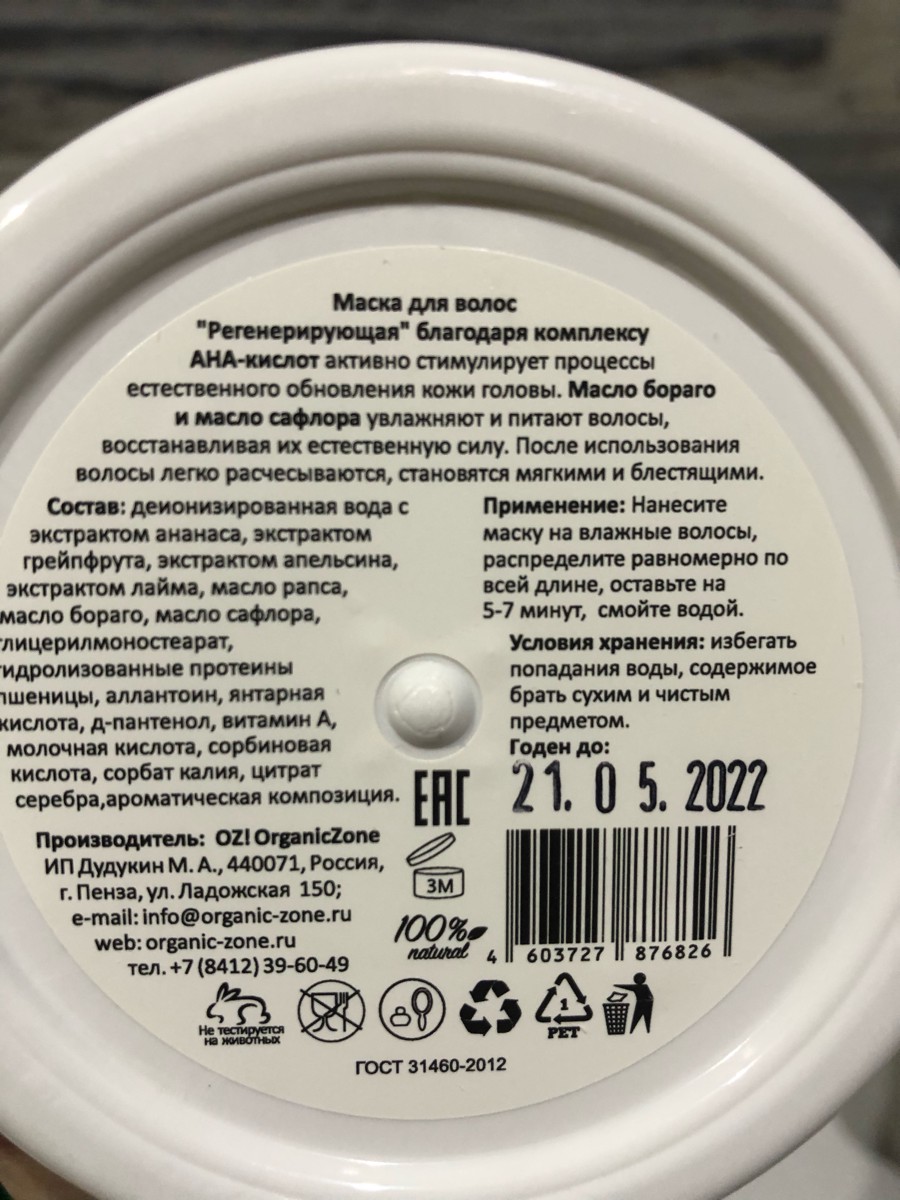 Маска для волос
"Регенерирующая" благодаря комплексу
АНА-кислот активно стимулирует процессы
естественного обновления кожи головы. Масло бораго
и масло сафлора увлажняют и питают волосы,
восстанавливая их естественную силу. После использования
волосы легко расчесываются, становятся мягкими и блестящими.
Состав: деионизированная вода с
экстрактом ананаса, экстрактом
грейпфрута, экстрактом апельсина,
экстрактом лайма, масло рапса,
масло бораго, масло сафлора,
глицерилмоностеарат,
гидролизованные протеины
пшеницы, аллантоин, янтарная
кислота, д-пантенол, витамин А,
молочная кислота, сорбиновая
кислота, сорбат калия, цитрат
серебра,ароматическая композиция.
Производитель: OZ! OrganicZone
ИП Дудукин М. А., 440071, Россия,
г. Пенза, ул. Ладожская 150;
e-mail: info@organic-zone.ru
web: organic-zone.ru
тел. +7 (8412) 39-60-49
Применение: Нанесите
маску на влажные волосы,
распределите равномерно по
всей длине, оставьте на
5-7 минут, смойте водой.
Условия хранения: избегать
попадания воды, содержимое
брать сухим и чистым
предметом.
Годен до:
21. 05. 2022
ЕАС
3М
100%
natural
4 603727 876826
Не тестируется
на животных
1
PET
ГОСТ 31460-2012